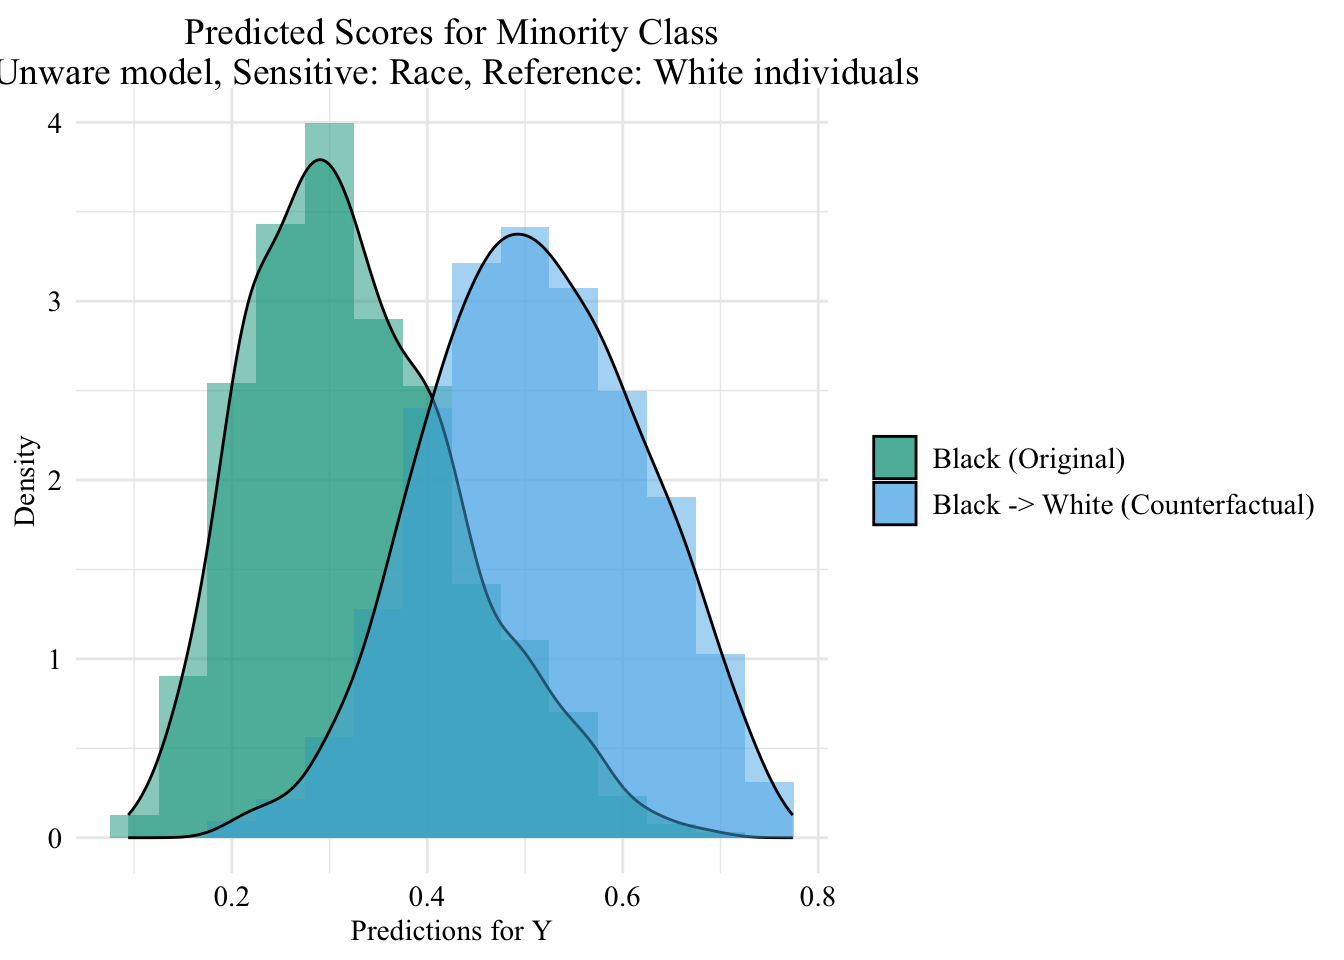 Predicted Scores for Minority Class
Unware model, Sensitive: Race, Reference: White individuals
4
3
2
1
0
Density
0.2
0.4
0.6
0.8
Predictions for Y
Black (Original)
Black -> White (Counterfactual)